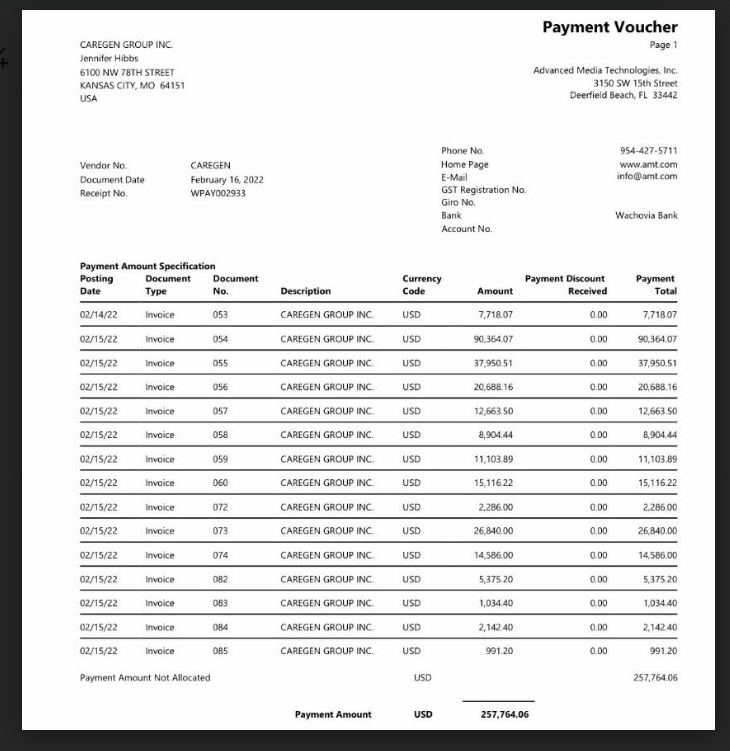 Payment Voucher
Page 1
CAREGEN GROUP INC.
Jennifer Hibbs
6100 NW 78TH STREET
KANSAS CITY, MO 64151
USA
Advanced Media Technologies, Inc.
3150 SW 15th Street
Deerfield Beach, FL 33442
Vendor No. CAREGEN
Document Date February 16, 2022
Receipt No. WPAY002933
Phone No. 954-427-5711
Home Page www.amt.com
E-Mail info@amt.com
GST Registration No.
Giro No.
Bank Wachovia Bank
Account No.
Payment Amount Specification
Posting Document Document Currency Payment Discount Payment
Date Type No. Description Code Amount Received Total
02/14/22 Invoice 053 CAREGEN GROUP INC. USD 7,718.07 0.00 7,718.07
02/15/22 Invoice 054 CAREGEN GROUP INC. USD 90,364.07 0.00 90,364.07
02/15/22 Invoice 055 CAREGEN GROUP INC. USD 37,950.51 0.00 37,950.51
02/15/22 Invoice 056 CAREGEN GROUP INC. USD 20,688.16 0.00 20,688.16
02/15/22 Invoice 057 CAREGEN GROUP INC. USD 12,663.50 0.00 12,663.50
02/15/22 Invoice 058 CAREGEN GROUP INC. USD 8,904.44 0.00 8,904.44
02/15/22 Invoice 059 CAREGEN GROUP INC. USD 11,103.89 0.00 11,103.89
02/15/22 Invoice 060 CAREGEN GROUP INC. USD 15,116.22 0.00 15,116.22
02/15/22 Invoice 072 CAREGEN GROUP INC. USD 2,286.00 0.00 2,286.00
02/15/22 Invoice 073 CAREGEN GROUP INC. USD 26,840.00 0.00 26,840.00
02/15/22 Invoice 074 CAREGEN GROUP INC. USD 14,586.00 0.00 14,586.00
02/15/22 Invoice 082 CAREGEN GROUP INC. USD 5,375.20 0.00 5,375.20
02/15/22 Invoice 083 CAREGEN GROUP INC. USD 1,034.40 0.00 1,034.40
02/15/22 Invoice 084 CAREGEN GROUP INC. USD 2,142.40 0.00 2,142.40
02/15/22 Invoice 085 CAREGEN GROUP INC. USD 991.20 0.00 991.20
Payment Amount Not Allocated USD 257,764.06
Payment Amount USD 257,764.06